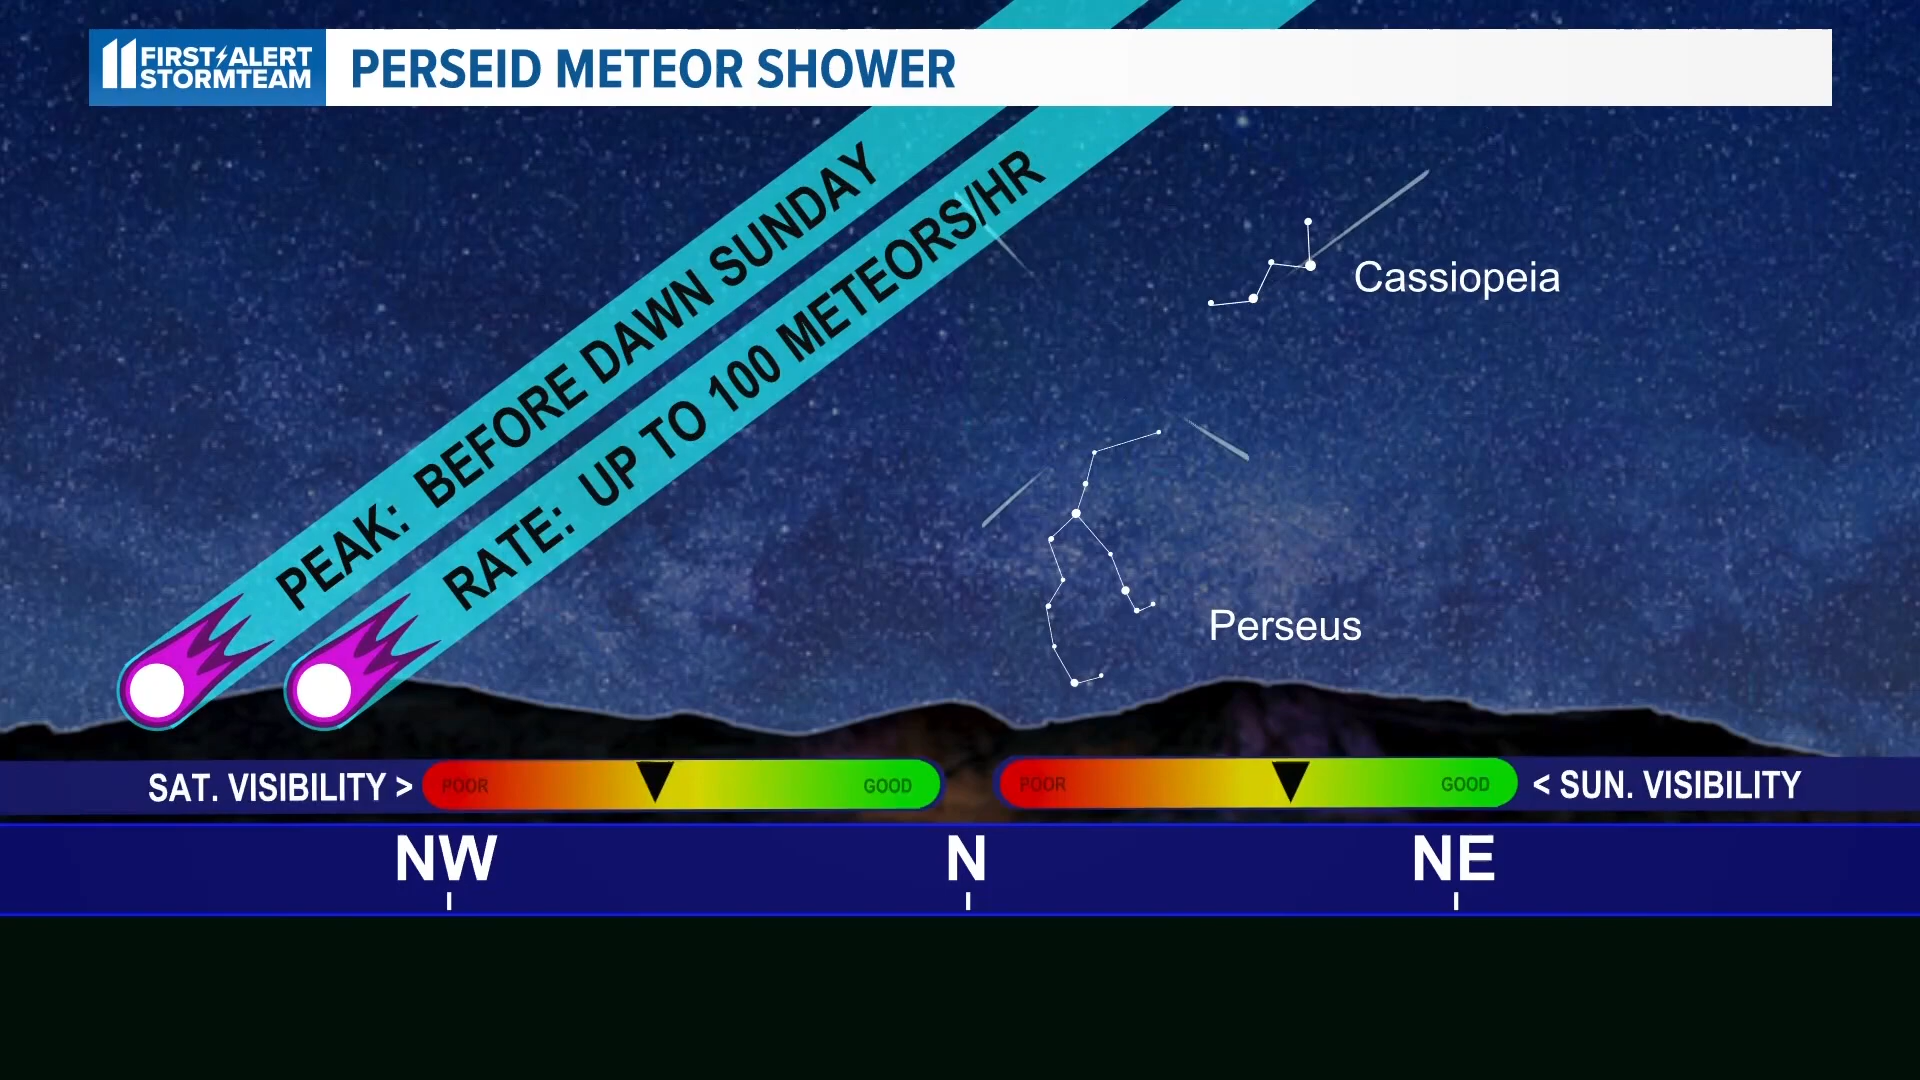 11 FIRST ALERT
STORMTEAM
PERSEID METEOR SHOWER
PEAK: BEFORE DAWN SUNDAY
RATE: UP TO 100 METEORS/HR
Cassiopeia
Perseus
SAT. VISIBILITY > POOR GOOD
POOR GOOD < SUN. VISIBILITY
NW N NE